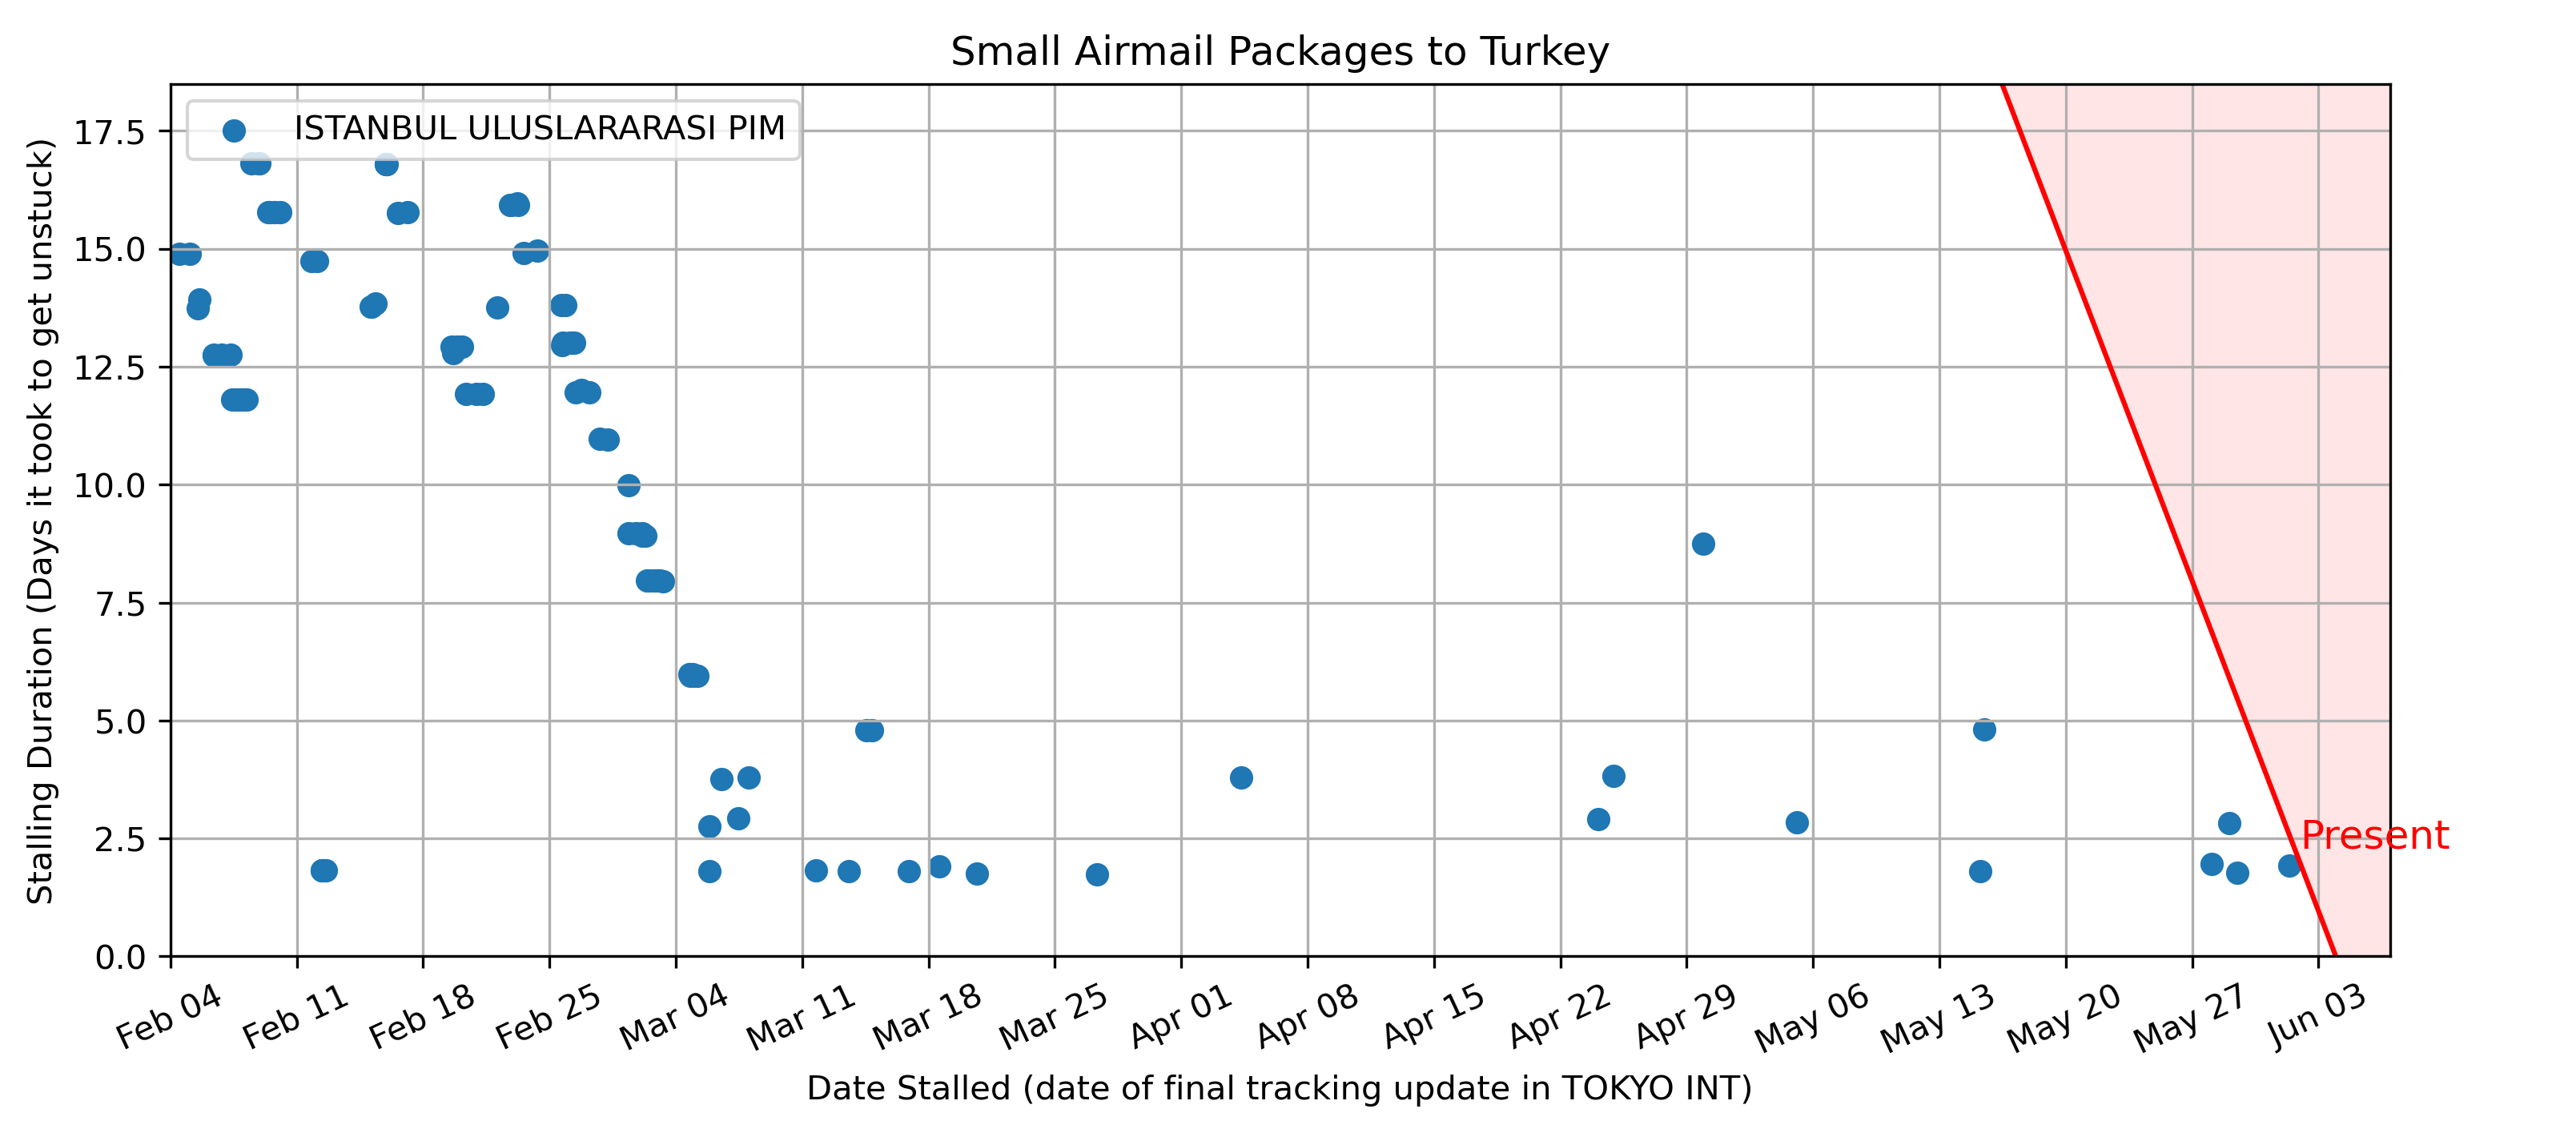 Small Airmail Packages to Turkey
ISTANBUL ULUSLARARASI PIM
Stalling Duration (Days it took to get unstuck)
17.5
15.0
12.5
10.0
7.5
5.0
2.5
0.0
Present
Feb 04
Feb 11
Feb 18
Feb 25
Mar 04
Mar 11
Mar 18
Mar 25
Apr 01
Apr 08
Apr 15
Apr 22
Apr 29
May 06
May 13
May 20
May 27
Jun 03
Date Stalled (date of final tracking update in TOKYO INT)